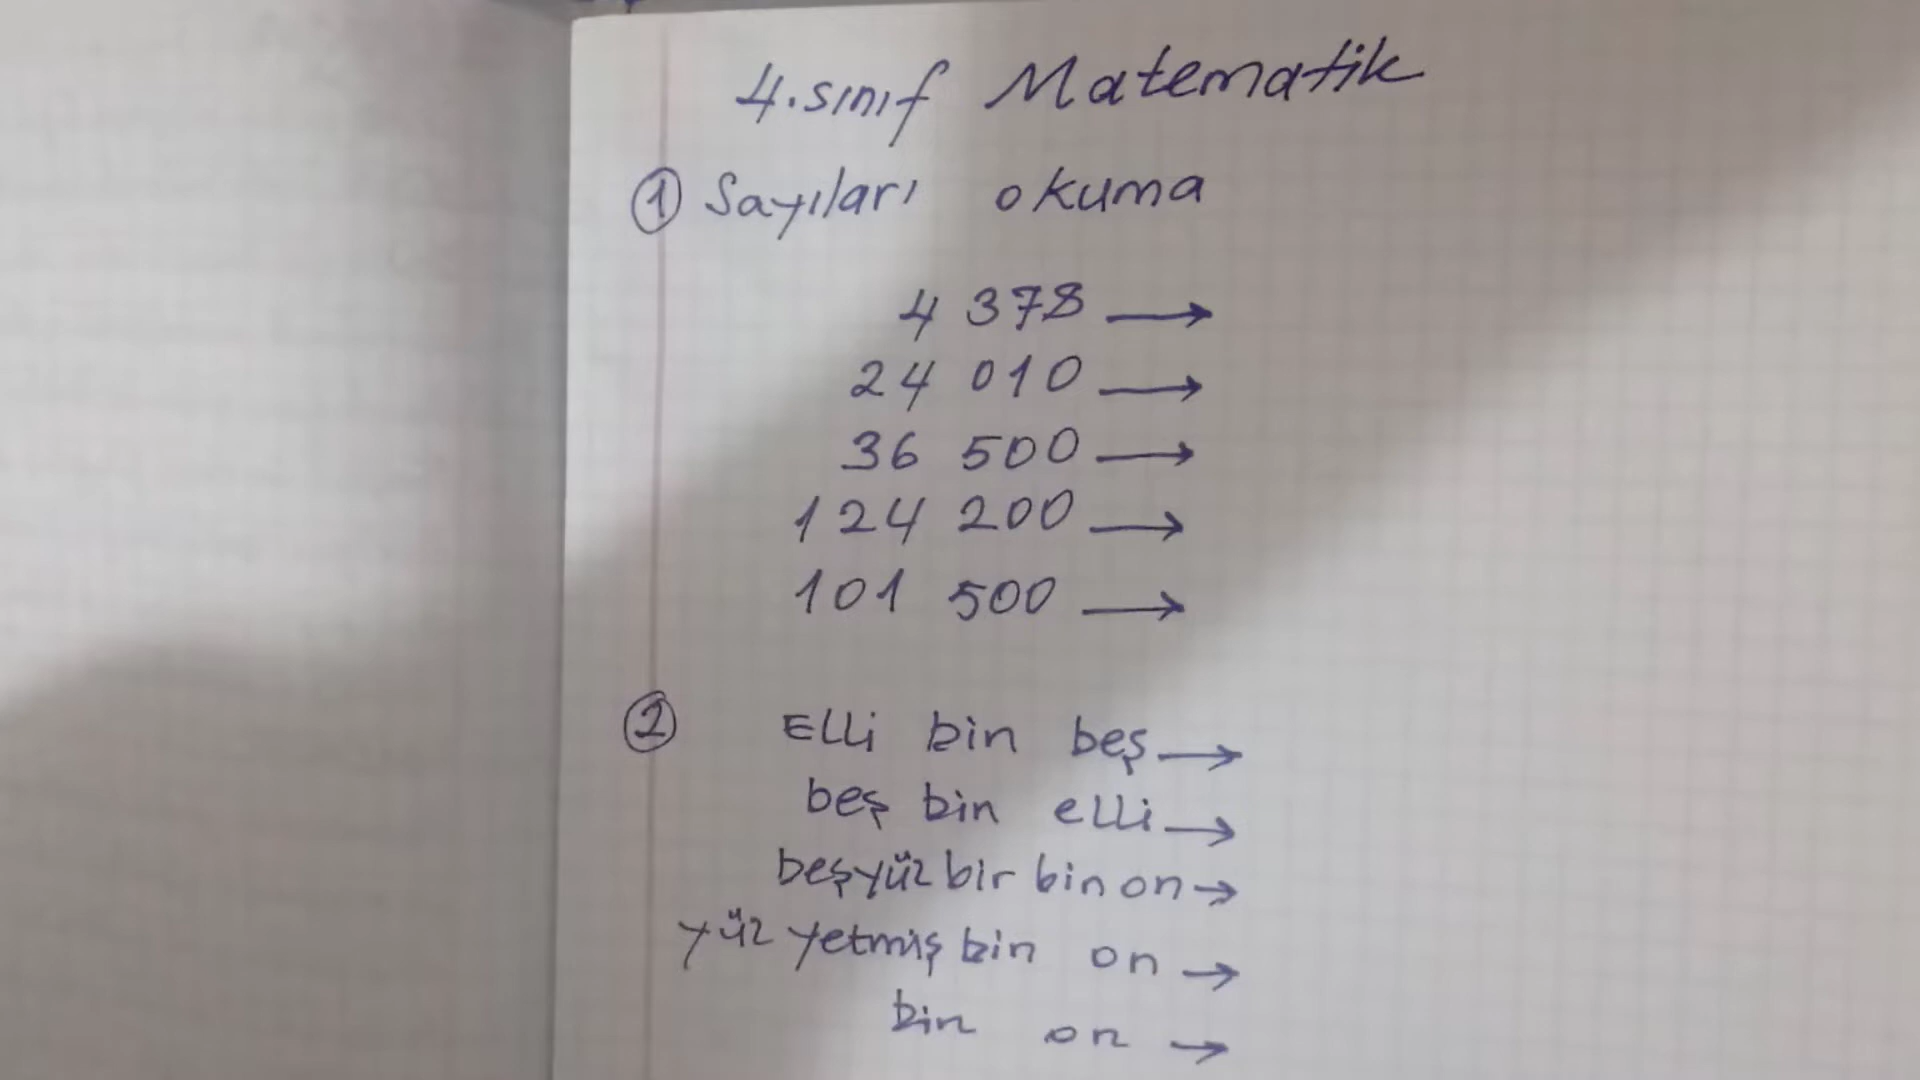 4. sınıf Matematik
1 Sayıları okuma
4 378 →
24 010 →
36 500 →
124 200 →
101 500 →
2 Elli bin beş →
beş bin elli →
beşyüz bir bin on →
yüz yetmiş bin on →
bin on →